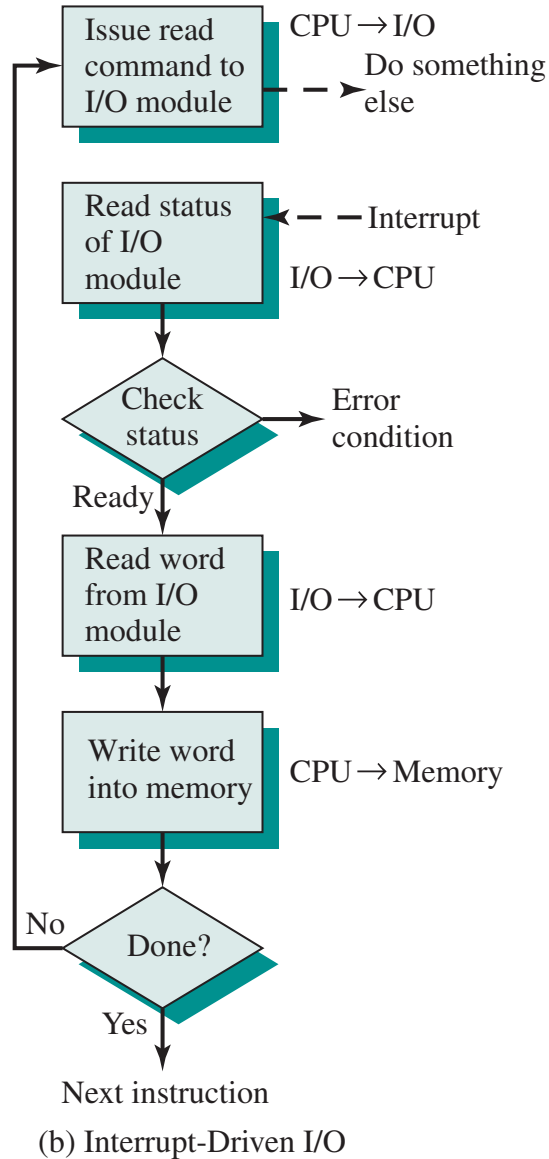 Issue read
command to
I/O module
CPU → I/O
Do something
else
Read status
of I/O
module
Interrupt
I/O → CPU
Check
status
Error
condition
Ready
Read word
from I/O
module
I/O → CPU
Write word
into memory
CPU → Memory
No
Done?
Yes
Next instruction
(b) Interrupt-Driven I/O